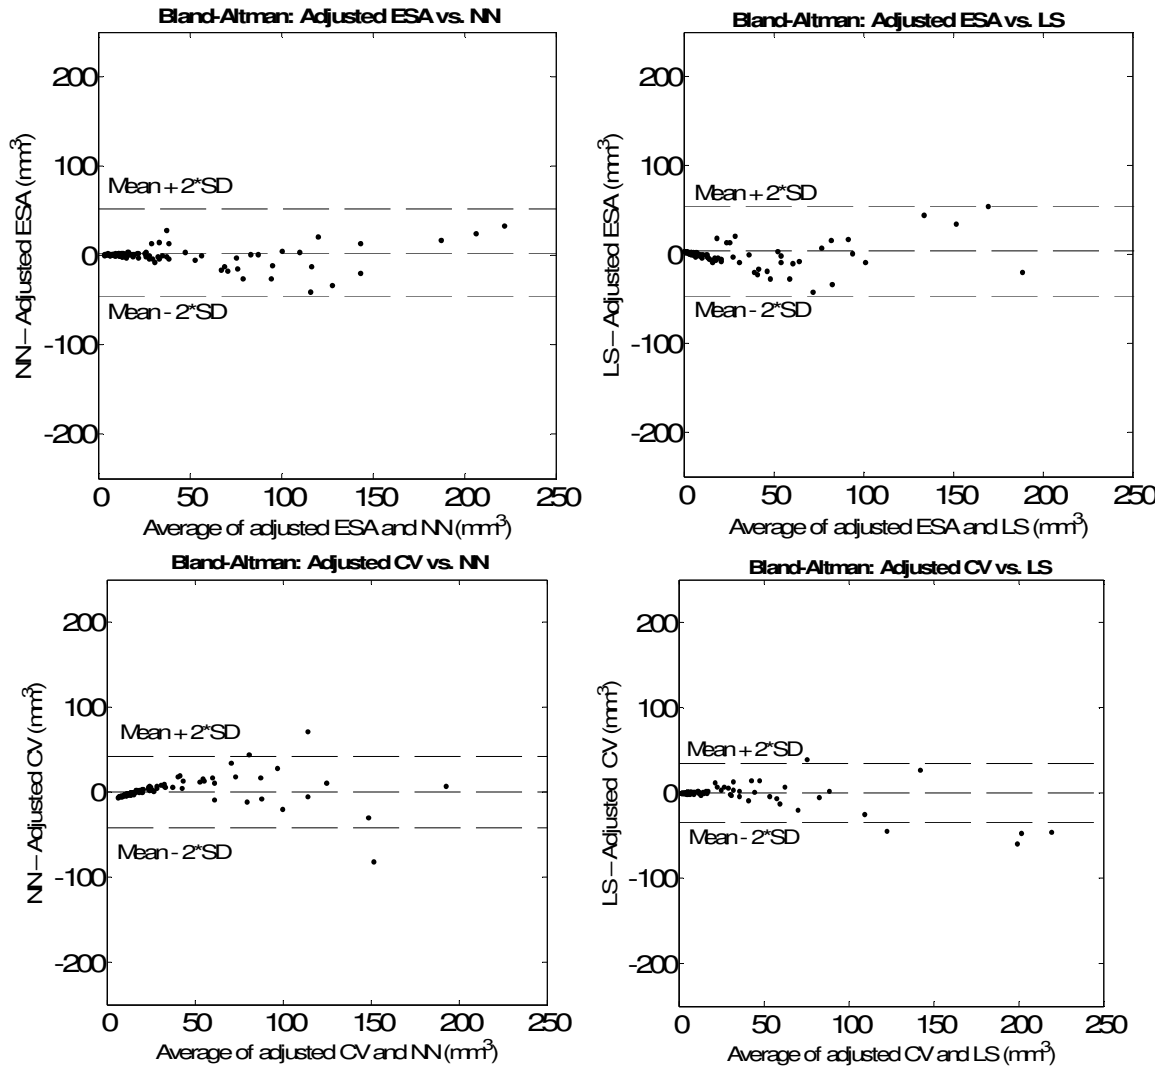 Bland-Altman: Adjusted ESA vs. NN
200
100
0
-100
-200
NN – Adjusted ESA (mm³)
Mean + 2*SD
Mean - 2*SD
0 50 100 150 200 250
Average of adjusted ESA and NN (mm³)
Bland-Altman: Adjusted ESA vs. LS
200
100
0
-100
-200
LS – Adjusted ESA (mm³)
Mean + 2*SD
Mean - 2*SD
0 50 100 150 200 250
Average of adjusted ESA and LS (mm³)
Bland-Altman: Adjusted CV vs. NN
200
100
0
-100
-200
NN – Adjusted CV (mm³)
Mean + 2*SD
Mean - 2*SD
0 50 100 150 200 250
Average of adjusted CV and NN (mm³)
Bland-Altman: Adjusted CV vs. LS
200
100
0
-100
-200
LS – Adjusted CV (mm³)
Mean + 2*SD
Mean - 2*SD
0 50 100 150 200 250
Average of adjusted CV and LS (mm³)